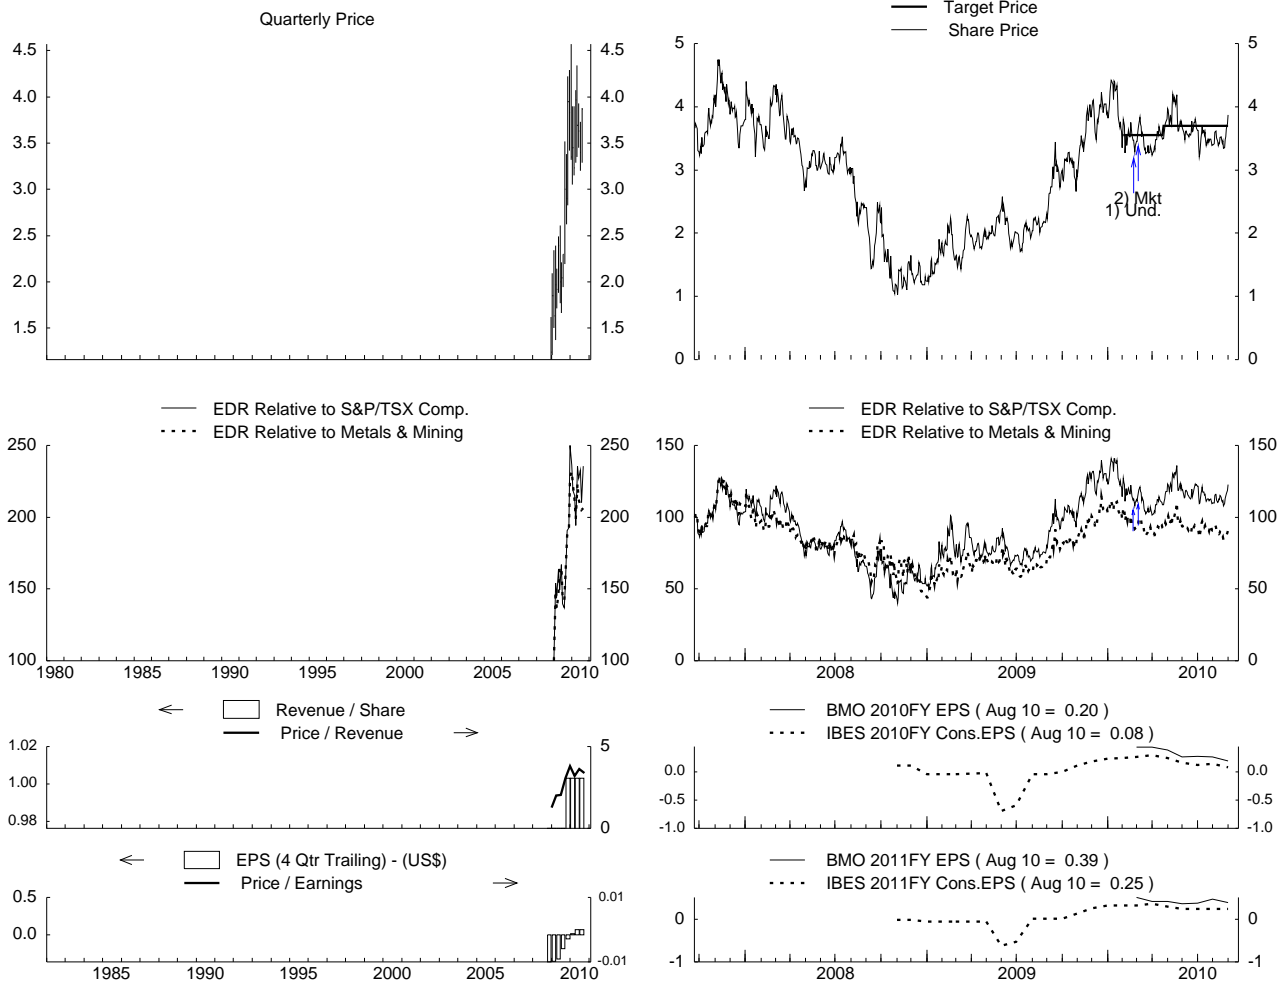 Quarterly Price
4.5
4.0
3.5
3.0
2.5
2.0
1.5
4.5
4.0
3.5
3.0
2.5
2.0
1.5
Target Price
Share Price
5
4
3
2
1
0
5
4
3
2
1
0
2) Mkt
1) Und.
EDR Relative to S&P/TSX Comp.
EDR Relative to Metals & Mining
250
200
150
100
250
200
150
100
1980 1985 1990 1995 2000 2005 2010
EDR Relative to S&P/TSX Comp.
EDR Relative to Metals & Mining
150
100
50
0
150
100
50
0
2008 2009 2010
Revenue / Share
Price / Revenue
1.02
1.00
0.98
5
0
BMO 2010FY EPS ( Aug 10 = 0.20 )
IBES 2010FY Cons.EPS ( Aug 10 = 0.08 )
0.0
-0.5
-1.0
0.0
-0.5
-1.0
EPS (4 Qtr Trailing) - (US$)
Price / Earnings
0.5
0.0
0.01
-0.01
1985 1990 1995 2000 2005 2010
BMO 2011FY EPS ( Aug 10 = 0.39 )
IBES 2011FY Cons.EPS ( Aug 10 = 0.25 )
0
-1
0
-1
2008 2009 2010